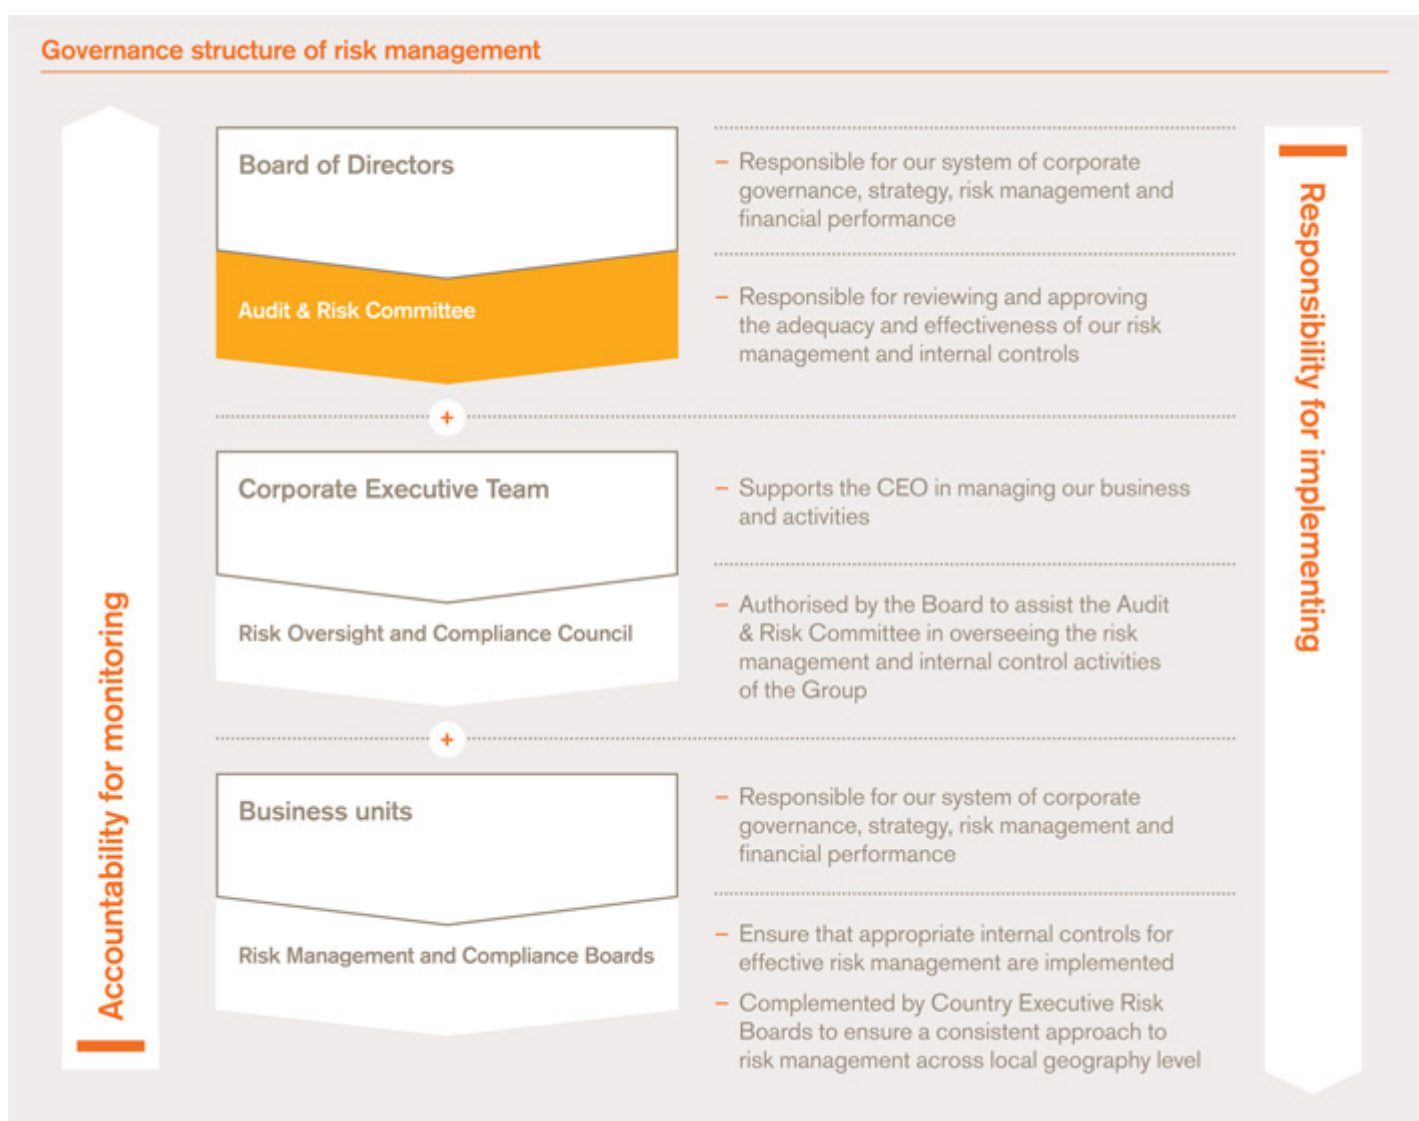 Governance structure of risk management
Accountability for monitoring
Board of Directors
– Responsible for our system of corporate
governance, strategy, risk management and
financial performance
Audit & Risk Committee
– Responsible for reviewing and approving
the adequacy and effectiveness of our risk
management and internal controls
+
Corporate Executive Team
– Supports the CEO in managing our business
and activities
Risk Oversight and Compliance Council
– Authorised by the Board to assist the Audit
& Risk Committee in overseeing the risk
management and internal control activities
of the Group
+
Business units
– Responsible for our system of corporate
governance, strategy, risk management and
financial performance
Risk Management and Compliance Boards
– Ensure that appropriate internal controls for
effective risk management are implemented
– Complemented by Country Executive Risk
Boards to ensure a consistent approach to
risk management across local geography level
Responsibility for implementing